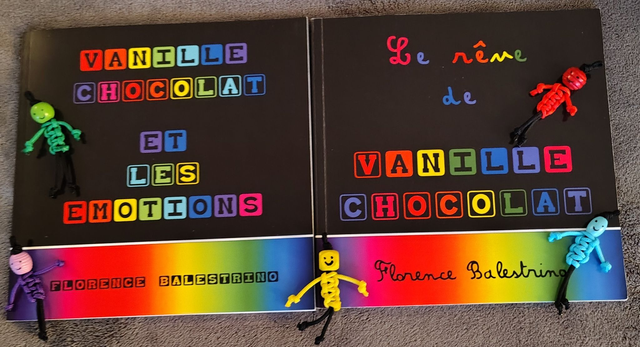 VANILLE
CHOCOLAT
ET
LES
EMOTIONS
FLORENCE BALESTRINO
Le rêve
de
VANILLE
CHOCOLAT
Florence Balestrino